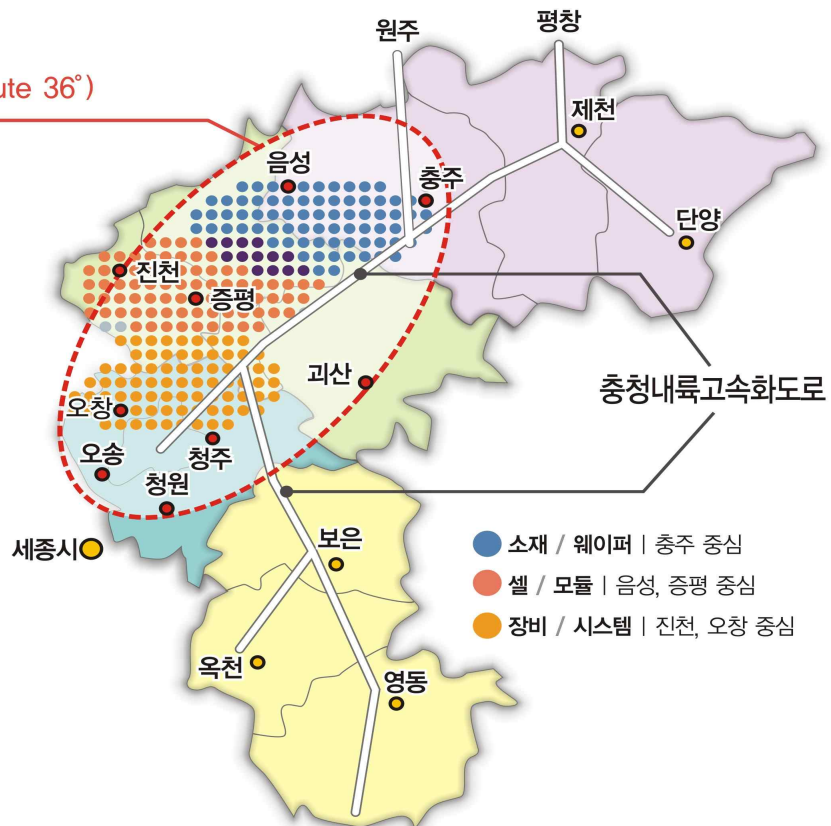 평창
원주
ute 36°)
제천
음성
충주
단양
진천
증평
괴산
충청내륙고속화도로
오창
오송
청주
청원
세종시
보은
소재 / 웨이퍼 | 충주 중심
셀 / 모듈 | 음성, 증평 중심
장비 / 시스템 | 진천, 오창 중심
옥천
영동